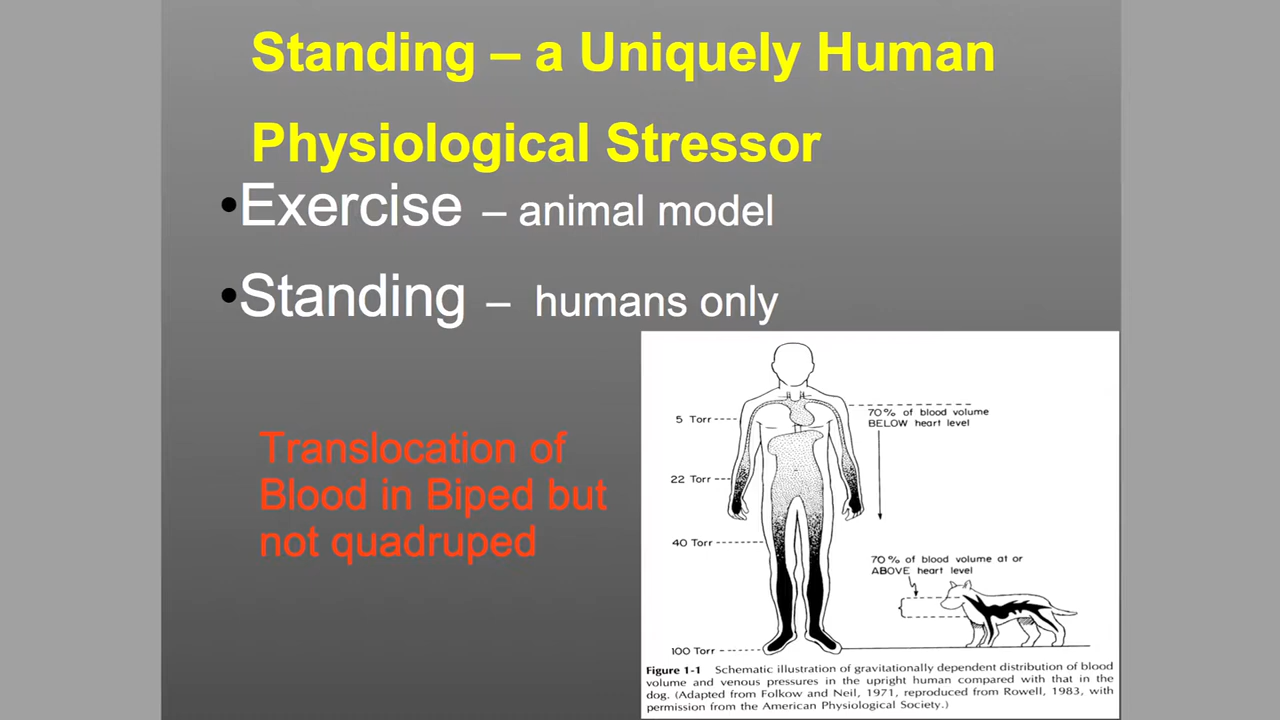 Standing – a Uniquely Human
Physiological Stressor
•Exercise – animal model
•Standing – humans only
Translocation of
Blood in Biped but
not quadruped
5 Torr
22 Torr
40 Torr
100 Torr
70% of blood volume
BELOW heart level
70% of blood volume at or
ABOVE heart level
Figure 1-1 Schematic illustration of gravitationally dependent distribution of blood
volume and venous pressures in the upright human compared with that in the
dog. (Adapted from Folkow and Neil, 1971, reproduced from Rowell, 1983, with
permission from the American Physiological Society.)